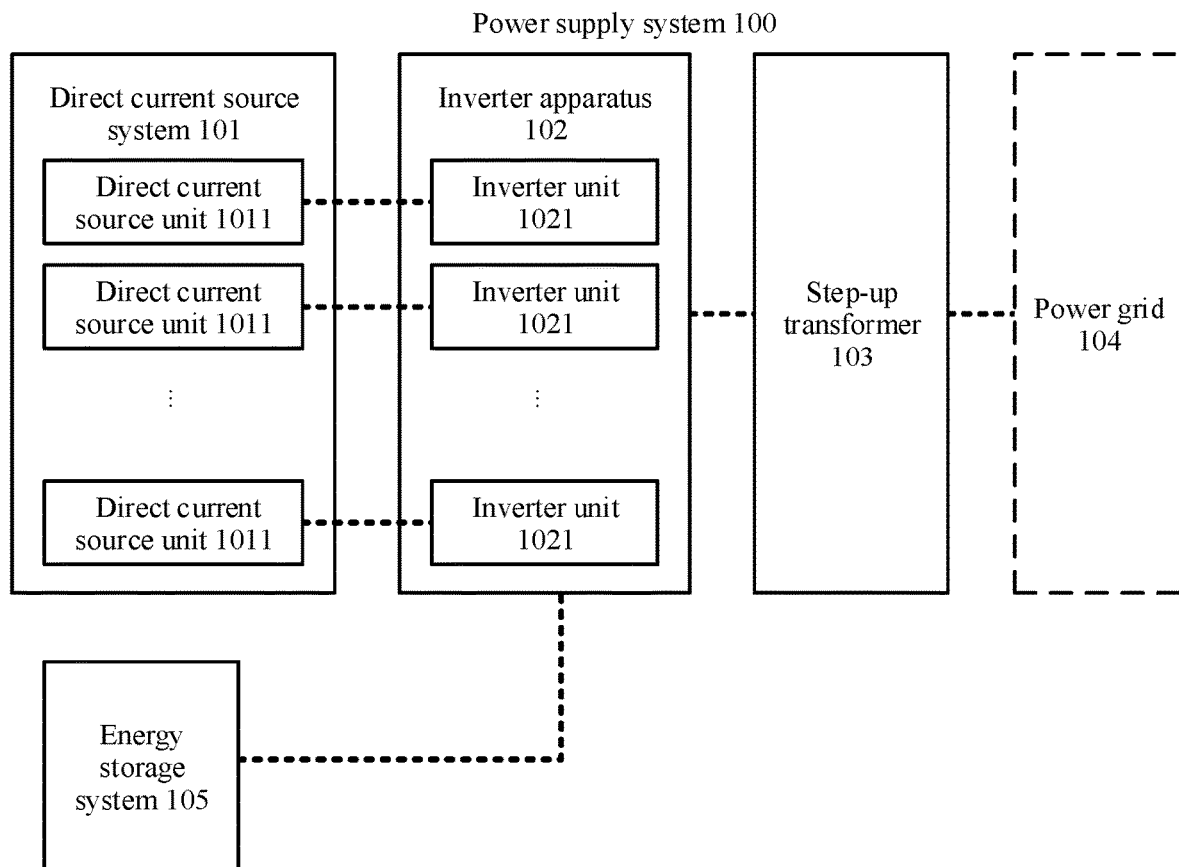 Power supply system 100
Direct current source
system 101
Direct current
source unit 1011
Direct current
source unit 1011
⋮
Direct current
source unit 1011
Inverter apparatus
102
Inverter unit
1021
Inverter unit
1021
⋮
Inverter unit
1021
Step-up
transformer
103
Power grid
104
Energy
storage
system 105